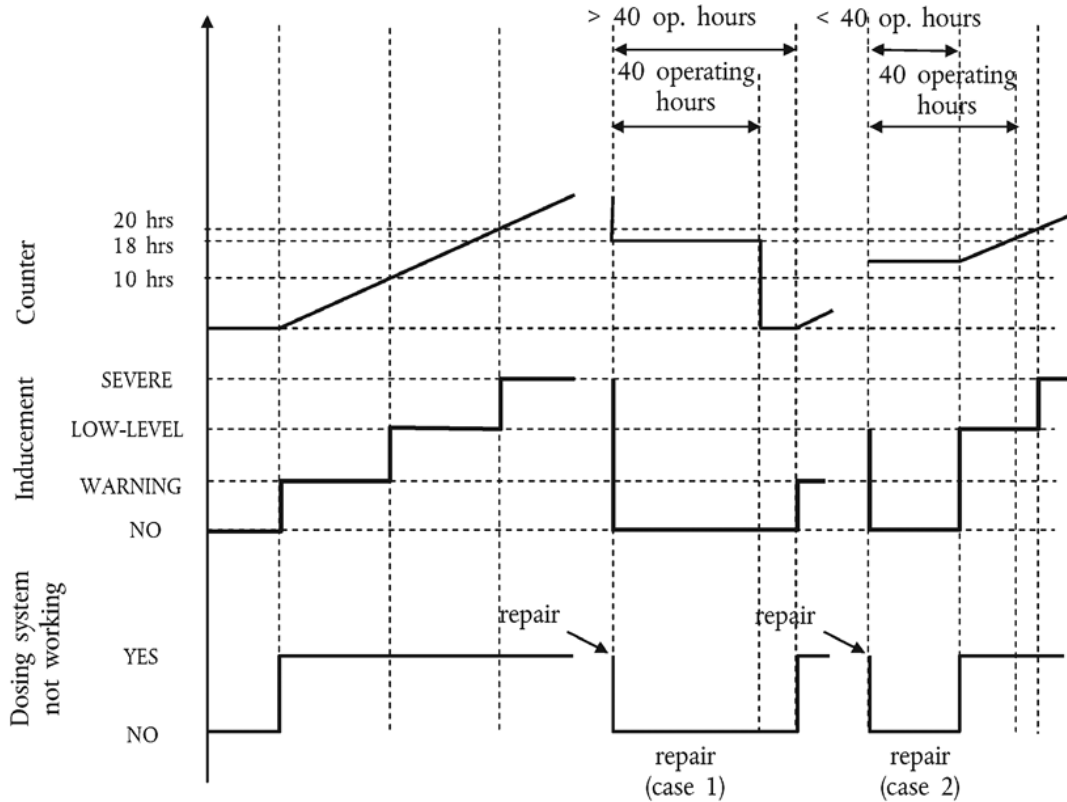 > 40 op. hours
< 40 op. hours
40 operating
hours
40 operating
hours
20 hrs
18 hrs
10 hrs
Counter
SEVERE
LOW-LEVEL
WARNING
NO
Inducement
repair
repair
YES
NO
Dosing system
not working
repair
(case 1)
repair
(case 2)